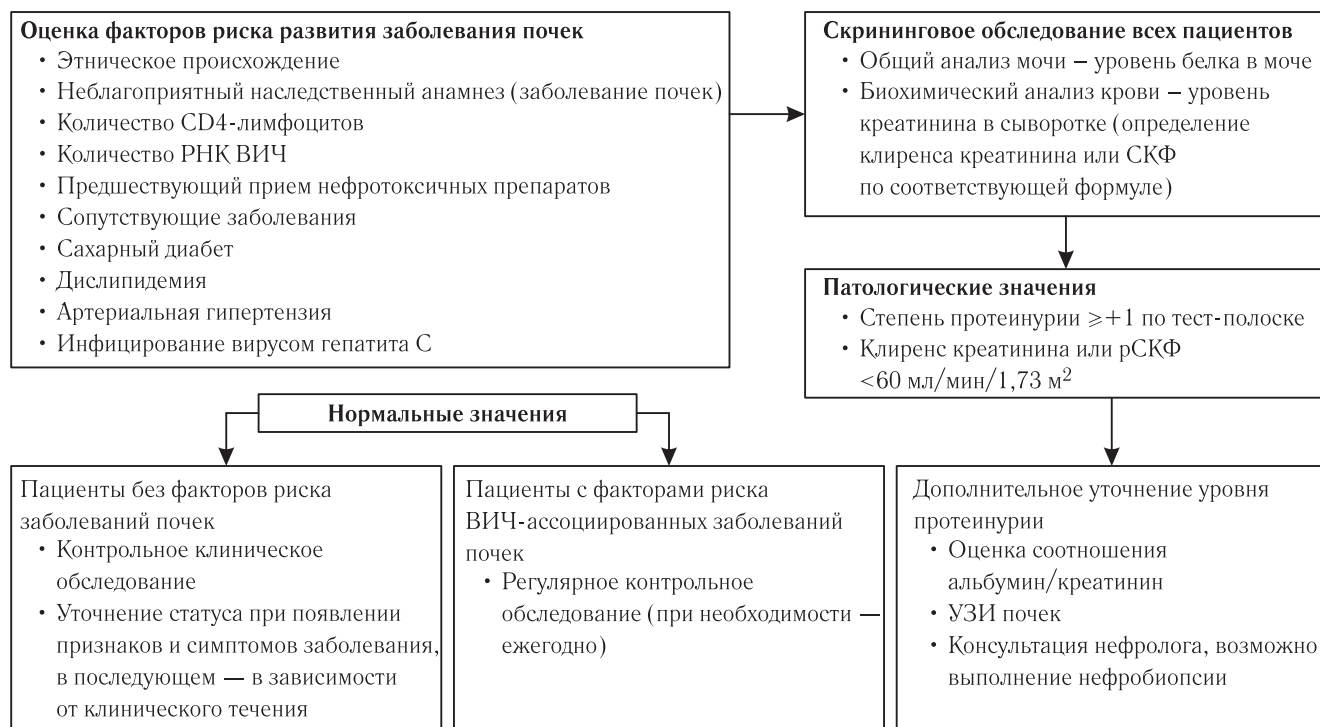 Оценка факторов риска развития заболевания почек
• Этническое происхождение
• Неблагоприятный наследственный анамнез (заболевание почек)
• Количество CD4-лимфоцитов
• Количество РНК ВИЧ
• Предшествующий прием нефротоксичных препаратов
• Сопутствующие заболевания
• Сахарный диабет
• Дислипидемия
• Артериальная гипертензия
• Инфицирование вирусом гепатита С
Скрининговое обследование всех пациентов
• Общий анализ мочи – уровень белка в моче
• Биохимический анализ крови – уровень
креатинина в сыворотке (определение
клиренса креатинина или СКФ
по соответствующей формуле)
Патологические значения
• Степень протеинурии ⩾+1 по тест-полоске
• Клиренс креатинина или рСКФ
<60 мл/мин/1,73 м²
Нормальные значения
Пациенты без факторов риска
заболеваний почек
• Контрольное клиническое
обследование
• Уточнение статуса при появлении
признаков и симптомов заболевания,
в последующем — в зависимости
от клинического течения
Пациенты с факторами риска
ВИЧ-ассоциированных заболеваний
почек
• Регулярное контрольное
обследование (при необходимости —
ежегодно)
Дополнительное уточнение уровня
протеинурии
• Оценка соотношения
альбумин/креатинин
• УЗИ почек
• Консультация нефролога, возможно
выполнение нефробиопсии